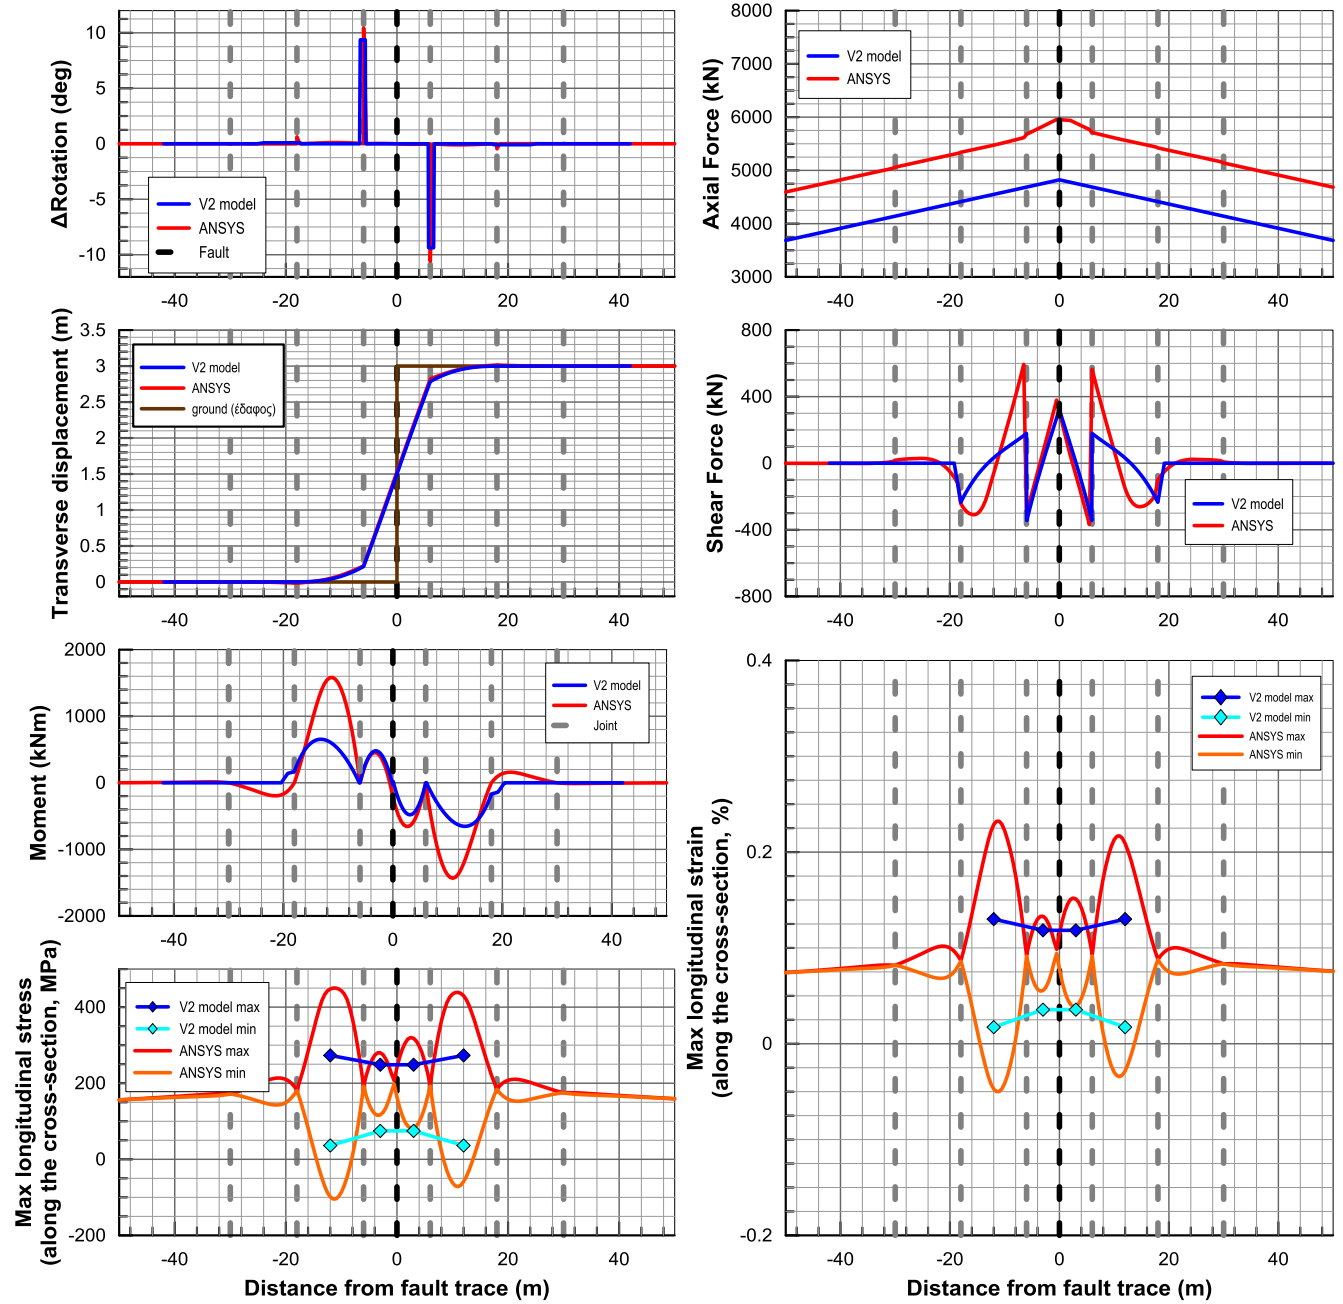 ΔRotation (deg)
10
5
0
-5
-10
V2 model
ANSYS
Fault
-40
-20
0
20
40
Axial Force (kN)
8000
7000
6000
5000
4000
3000
V2 model
ANSYS
-40
-20
0
20
40
Transverse displacement (m)
3.5
3
2.5
2
1.5
1
0.5
0
V2 model
ANSYS
ground (έδαφος)
-40
-20
0
20
40
Shear Force (kN)
800
400
0
-400
-800
V2 model
ANSYS
-40
-20
0
20
40
Moment (kNm)
2000
1000
0
-1000
-2000
V2 model
ANSYS
Joint
-40
-20
0
20
40
Max longitudinal stress
(along the cross-section, MPa)
400
200
0
-200
V2 model max
V2 model min
ANSYS max
ANSYS min
-40
-20
0
20
40
Distance from fault trace (m)
Max longitudinal strain
(along the cross-section, %)
0.4
0.2
0
-0.2
V2 model max
V2 model min
ANSYS max
ANSYS min
-40
-20
0
20
40
Distance from fault trace (m)